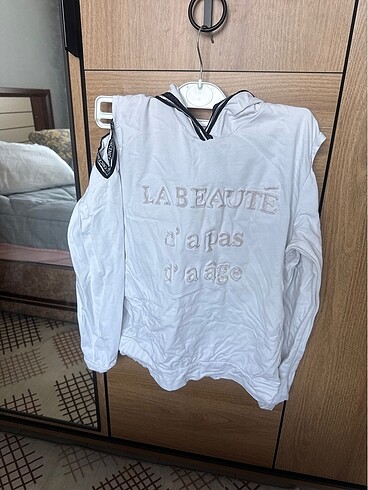 LA BEAUTÉ
n' a pas
d' a âge